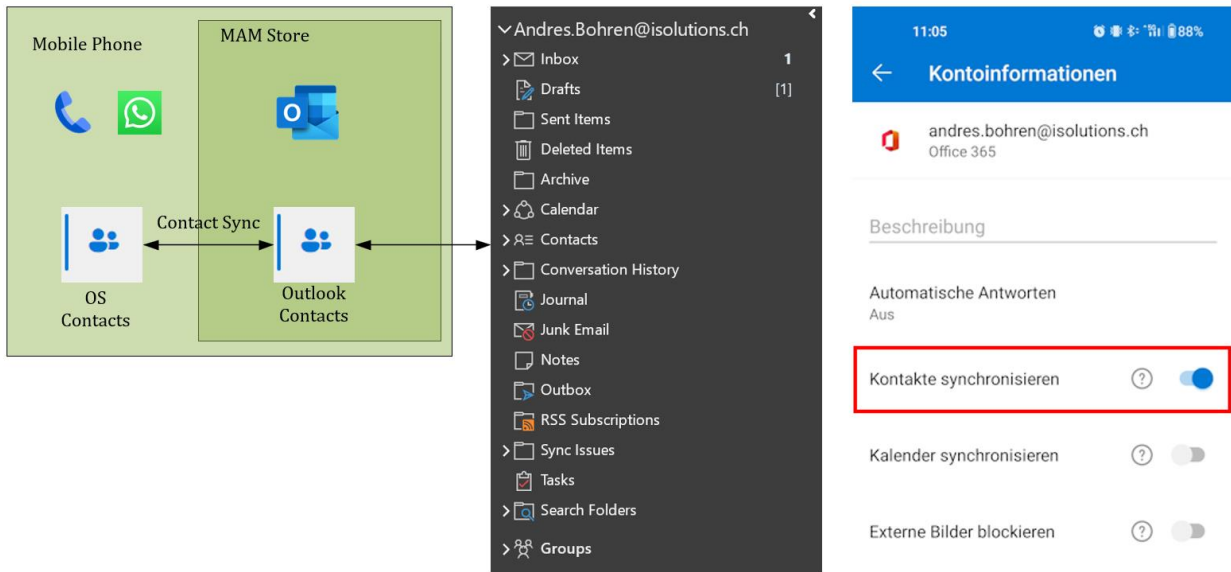 Mobile Phone
MAM Store
Contact Sync
OS
Contacts
Outlook
Contacts
Andres.Bohren@isolutions.ch
Inbox 1
Drafts [1]
Sent Items
Deleted Items
Archive
Calendar
Contacts
Conversation History
Journal
Junk Email
Notes
Outbox
RSS Subscriptions
Sync Issues
Tasks
Search Folders
Groups
11:05 88%
Kontoinformationen
andres.bohren@isolutions.ch
Office 365
Beschreibung
Automatische Antworten
Aus
Kontakte synchronisieren
Kalender synchronisieren
Externe Bilder blockieren